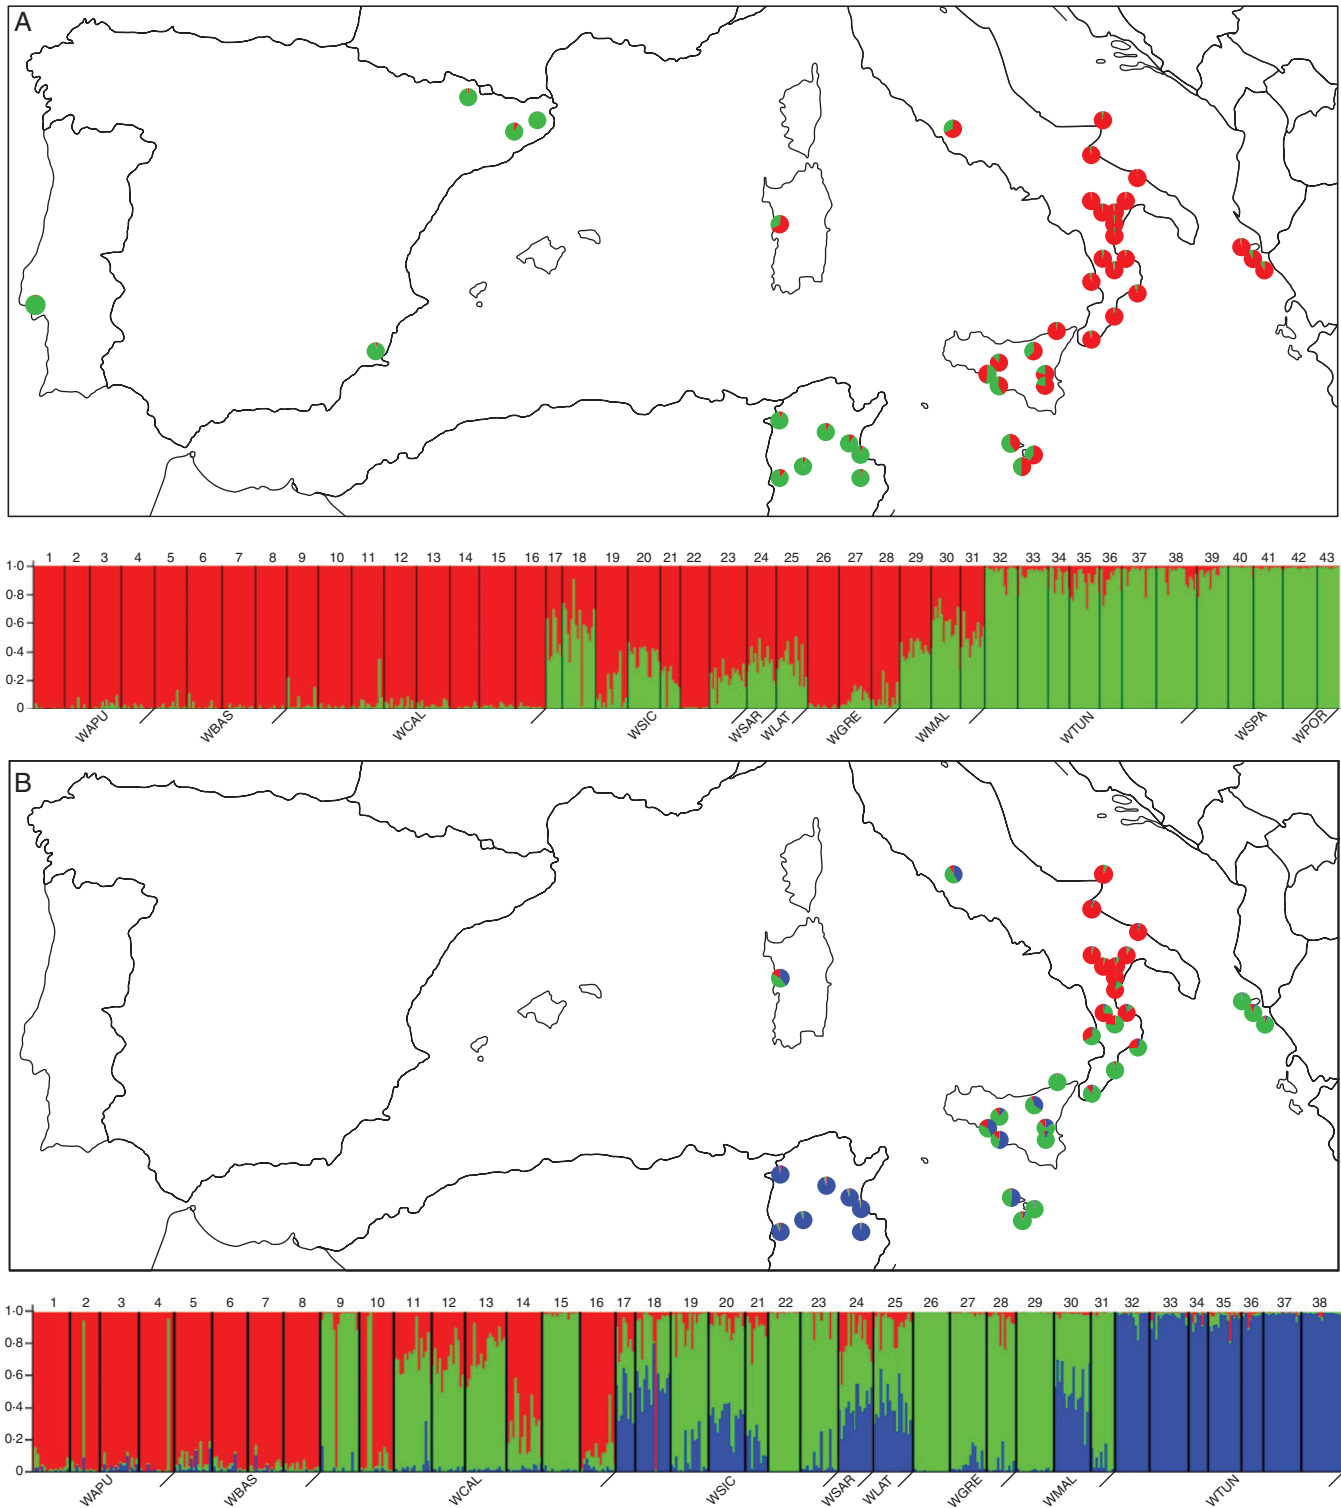 A
1 2 3 4 5 6 7 8 9 10 11 12 13 14 15 16 17 18 19 20 21 22 23 24 25 26 27 28 29 30 31 32 33 34 35 36 37 38 39 40 41 42 43
1·0
0·8
0·6
0·4
0·2
0
WAPU WBAS WCAL WSIC WSAR WLAT WGRE WMAL WTUN WSPA WPOR
B
1 2 3 4 5 6 7 8 9 10 11 12 13 14 15 16 17 18 19 20 21 22 23 24 25 26 27 28 29 30 31 32 33 34 35 36 37 38
1·0
0·8
0·6
0·4
0·2
0
WAPU WBAS WCAL WSIC WSAR WLAT WGRE WMAL WTUN